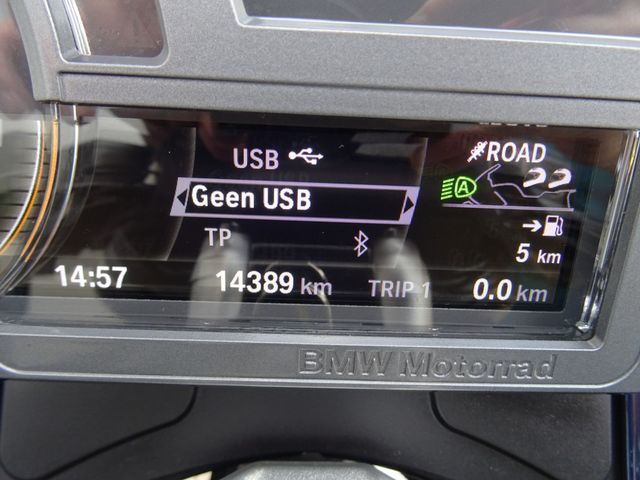 USB
ROAD
Geen USB
A
TP
5 km
14:57
14389 km
TRIP 1
0.0 km
BMW Motorrad